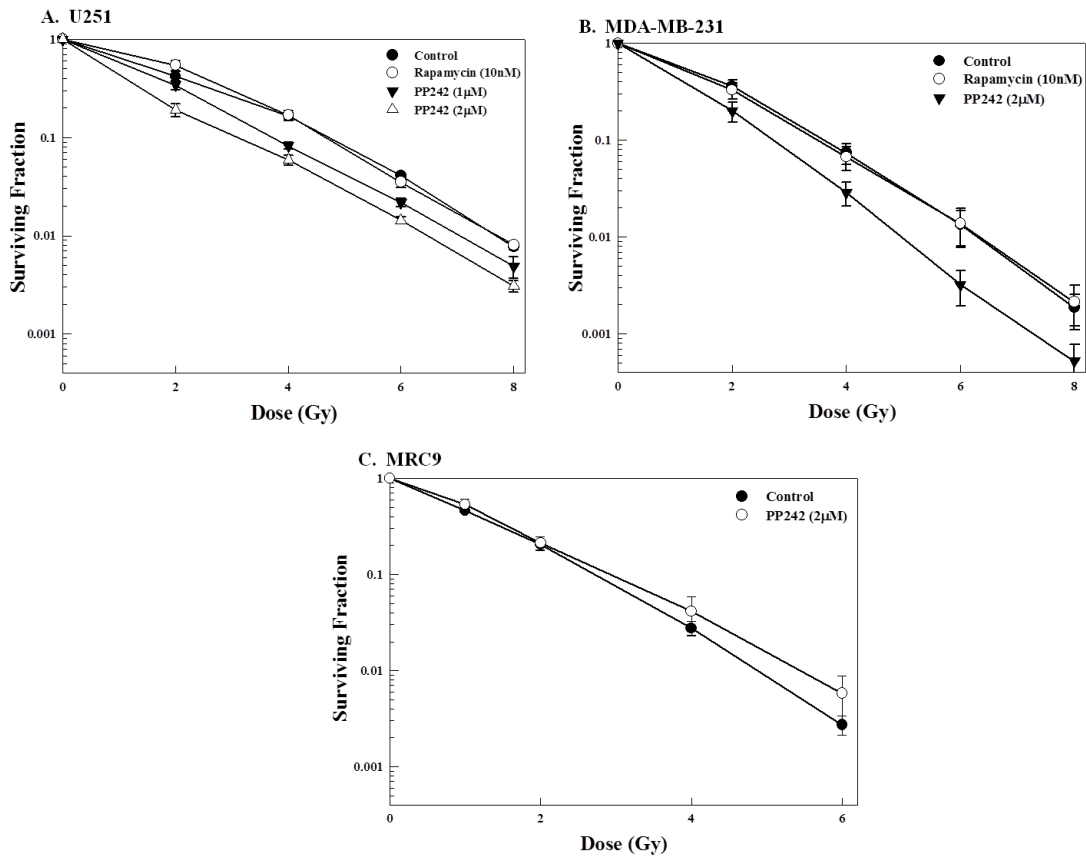 A. U251
Control
Rapamycin (10nM)
PP242 (1μM)
PP242 (2μM)
1
0.1
0.01
0.001
Surviving Fraction
0 2 4 6 8
Dose (Gy)
B. MDA-MB-231
Control
Rapamycin (10nM)
PP242 (2μM)
1
0.1
0.01
0.001
Surviving Fraction
0 2 4 6 8
Dose (Gy)
C. MRC9
Control
PP242 (2μM)
1
0.1
0.01
0.001
Surviving Fraction
0 2 4 6
Dose (Gy)